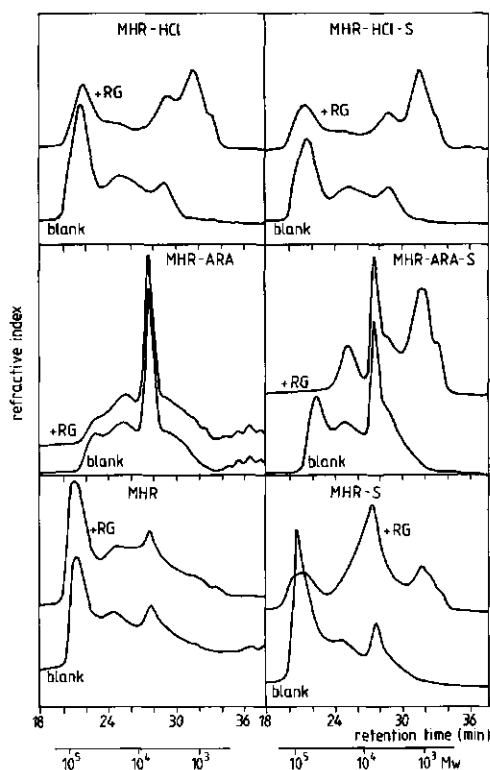 MHR-HCl
MHR-HCl-S
+RG
+RG
blank
blank
MHR-ARA
MHR-ARA-S
+RG
+RG
blank
blank
MHR
MHR-S
+RG
+RG
blank
blank
refractive index
18 24 30 36 24 30 36
retention time (min)
10⁵ 10⁴ 10³ 10⁵ 10⁴ 10³ Mw